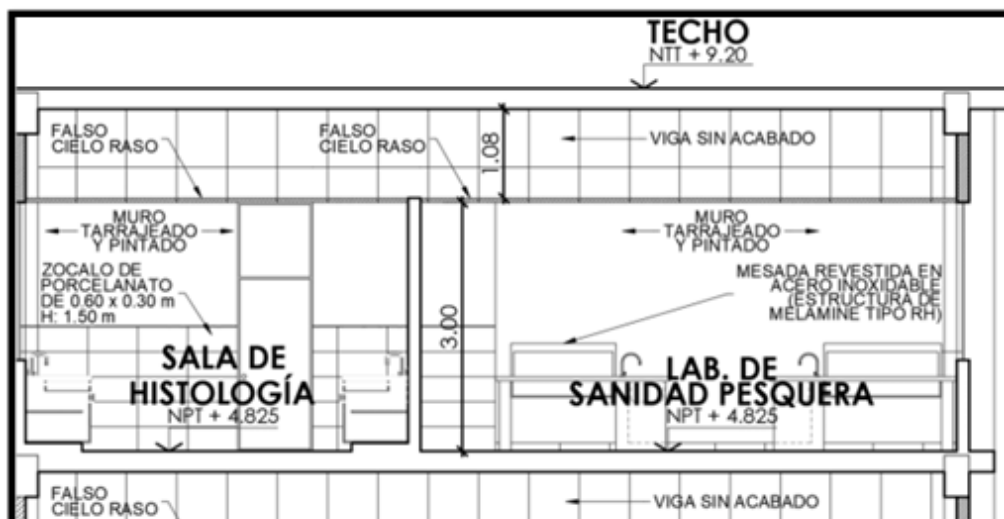 TECHO
NTT + 9.20
FALSO
CIELO RASO
FALSO
CIELO RASO
1.08
VIGA SIN ACABADO
MURO
TARRAJEADO
Y PINTADO
MURO
TARRAJEADO
Y PINTADO
ZOCALO DE
PORCELANATO
DE 0.60 x 0.30 m
H: 1.50 m
MESADA REVESTIDA EN
ACERO INOXIDABLE
(ESTRUCTURA DE
MELAMINE TIPO RH)
3.00
SALA DE
HISTOLOGÍA
NPT + 4.825
LAB. DE
SANIDAD PESQUERA
NPT + 4.825
FALSO
CIELO RASO
VIGA SIN ACABADO